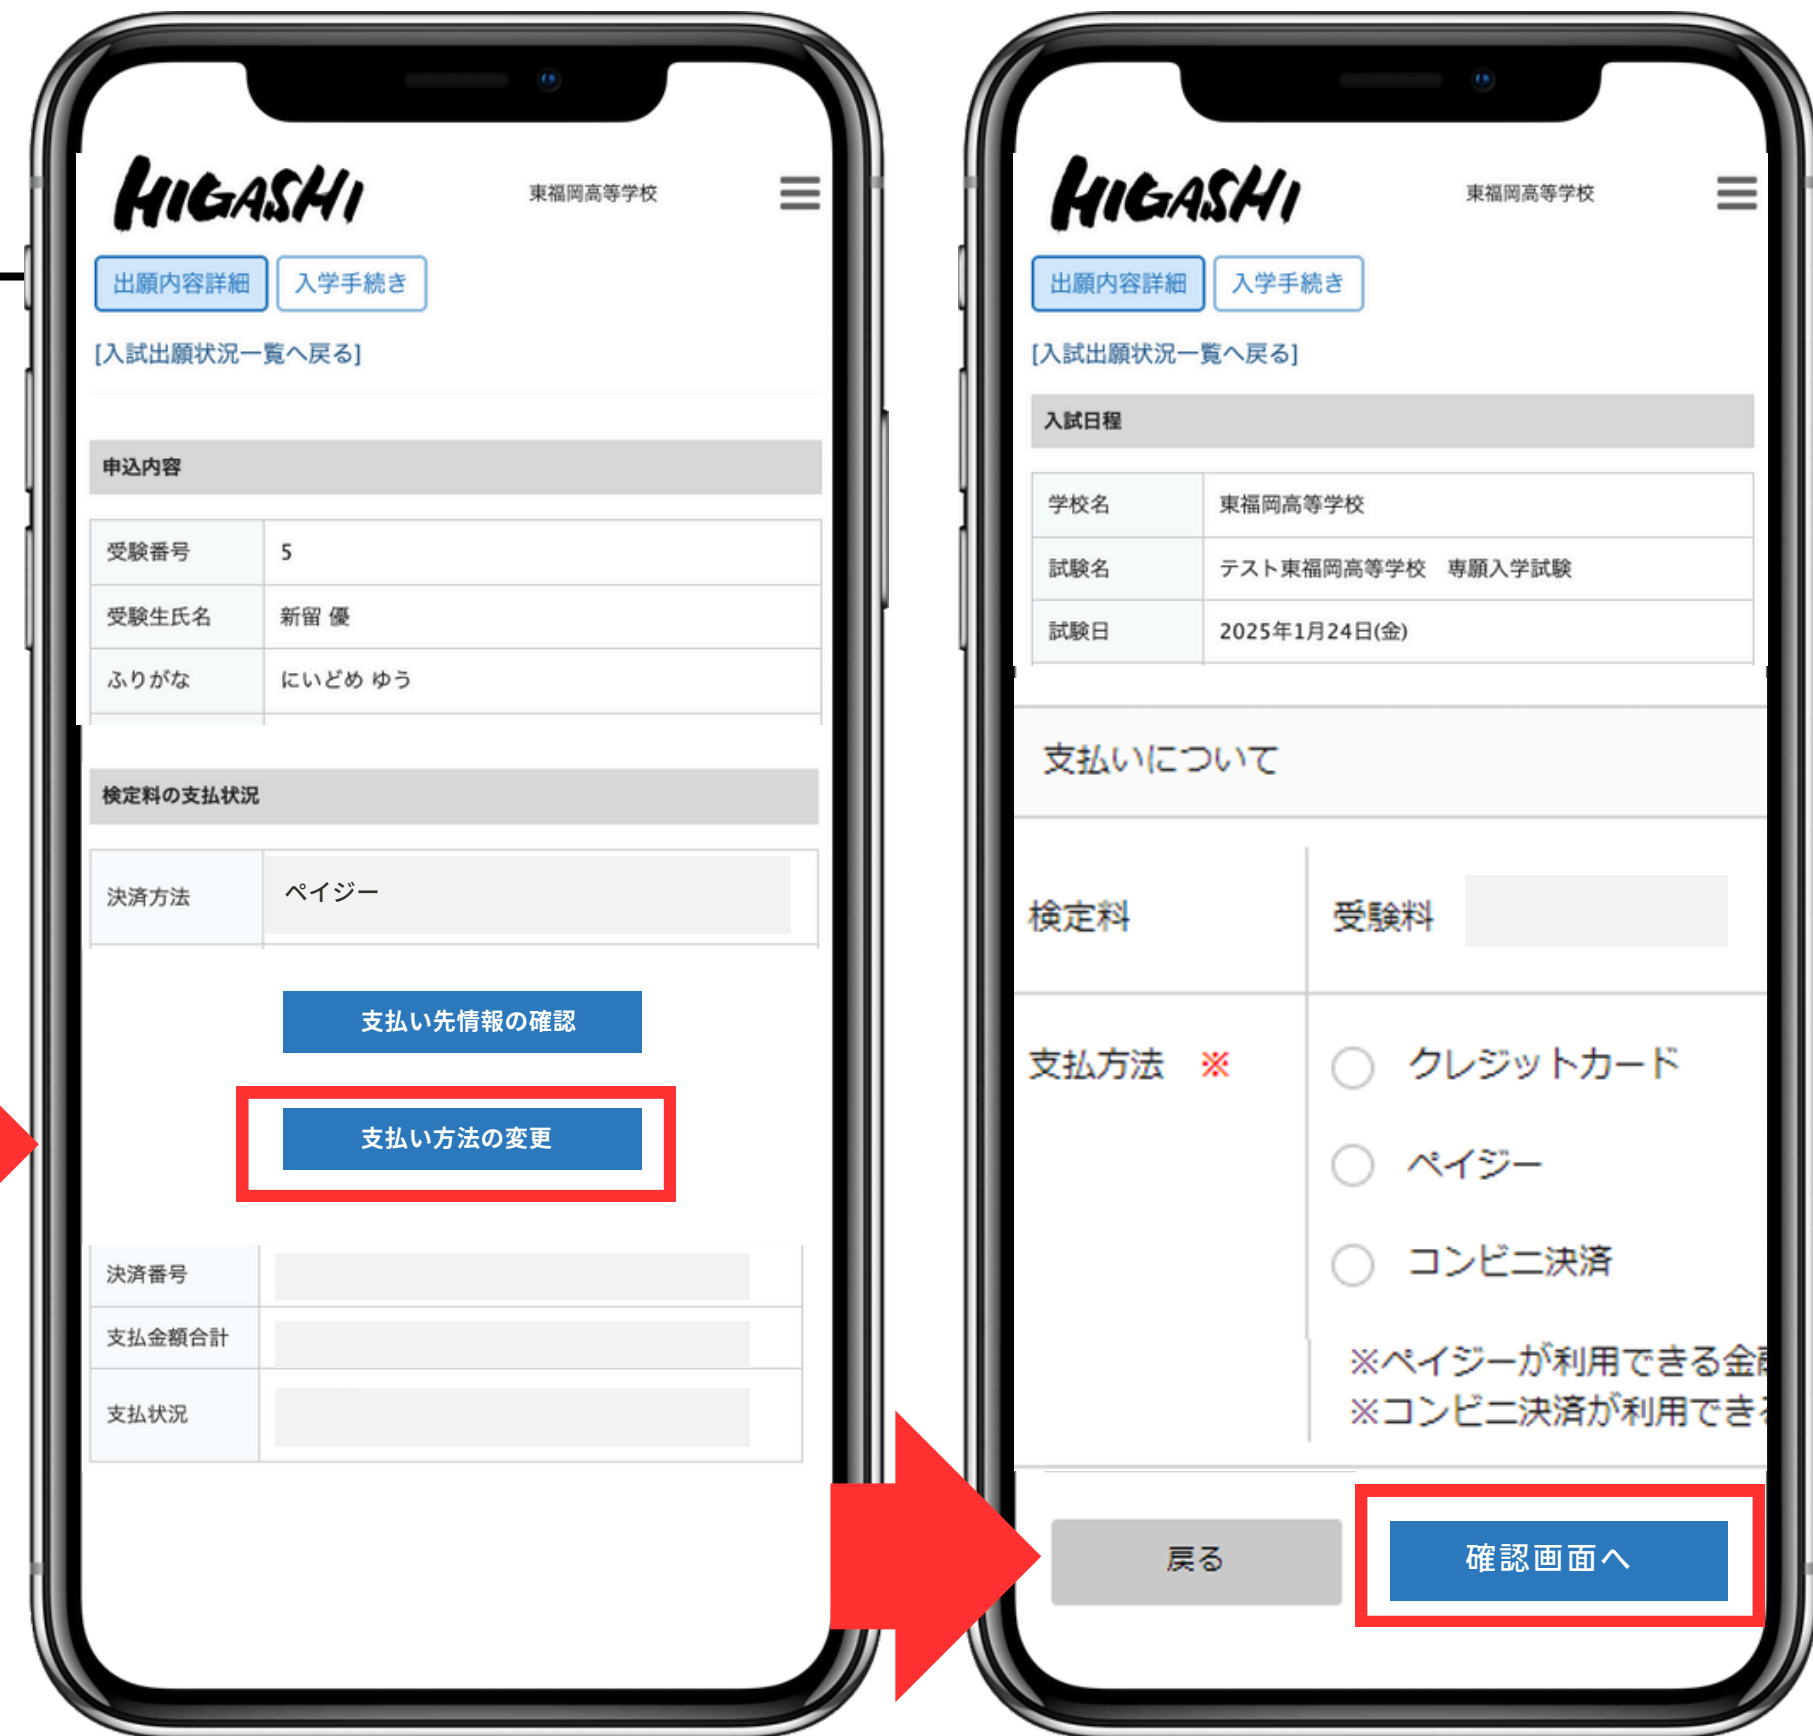 HIGASHI
東福岡高等学校
出願内容詳細
入学手続き
[入試出願状況一覧へ戻る]
申込内容
受験番号 5
受験生氏名 新留 優
ふりがな にいどめ ゆう
検定料の支払状況
決済方法 ペイジー
支払い先情報の確認
支払い方法の変更
決済番号
支払金額合計
支払状況
HIGASHI
東福岡高等学校
出願内容詳細
入学手続き
[入試出願状況一覧へ戻る]
入試日程
学校名 東福岡高等学校
試験名 テスト東福岡高等学校 専願入学試験
試験日 2025年1月24日(金)
支払いについて
検定料 受験料
支払方法 ※
クレジットカード
ペイジー
コンビニ決済
※ペイジーが利用できる金
※コンビニ決済が利用でき
戻る
確認画面へ